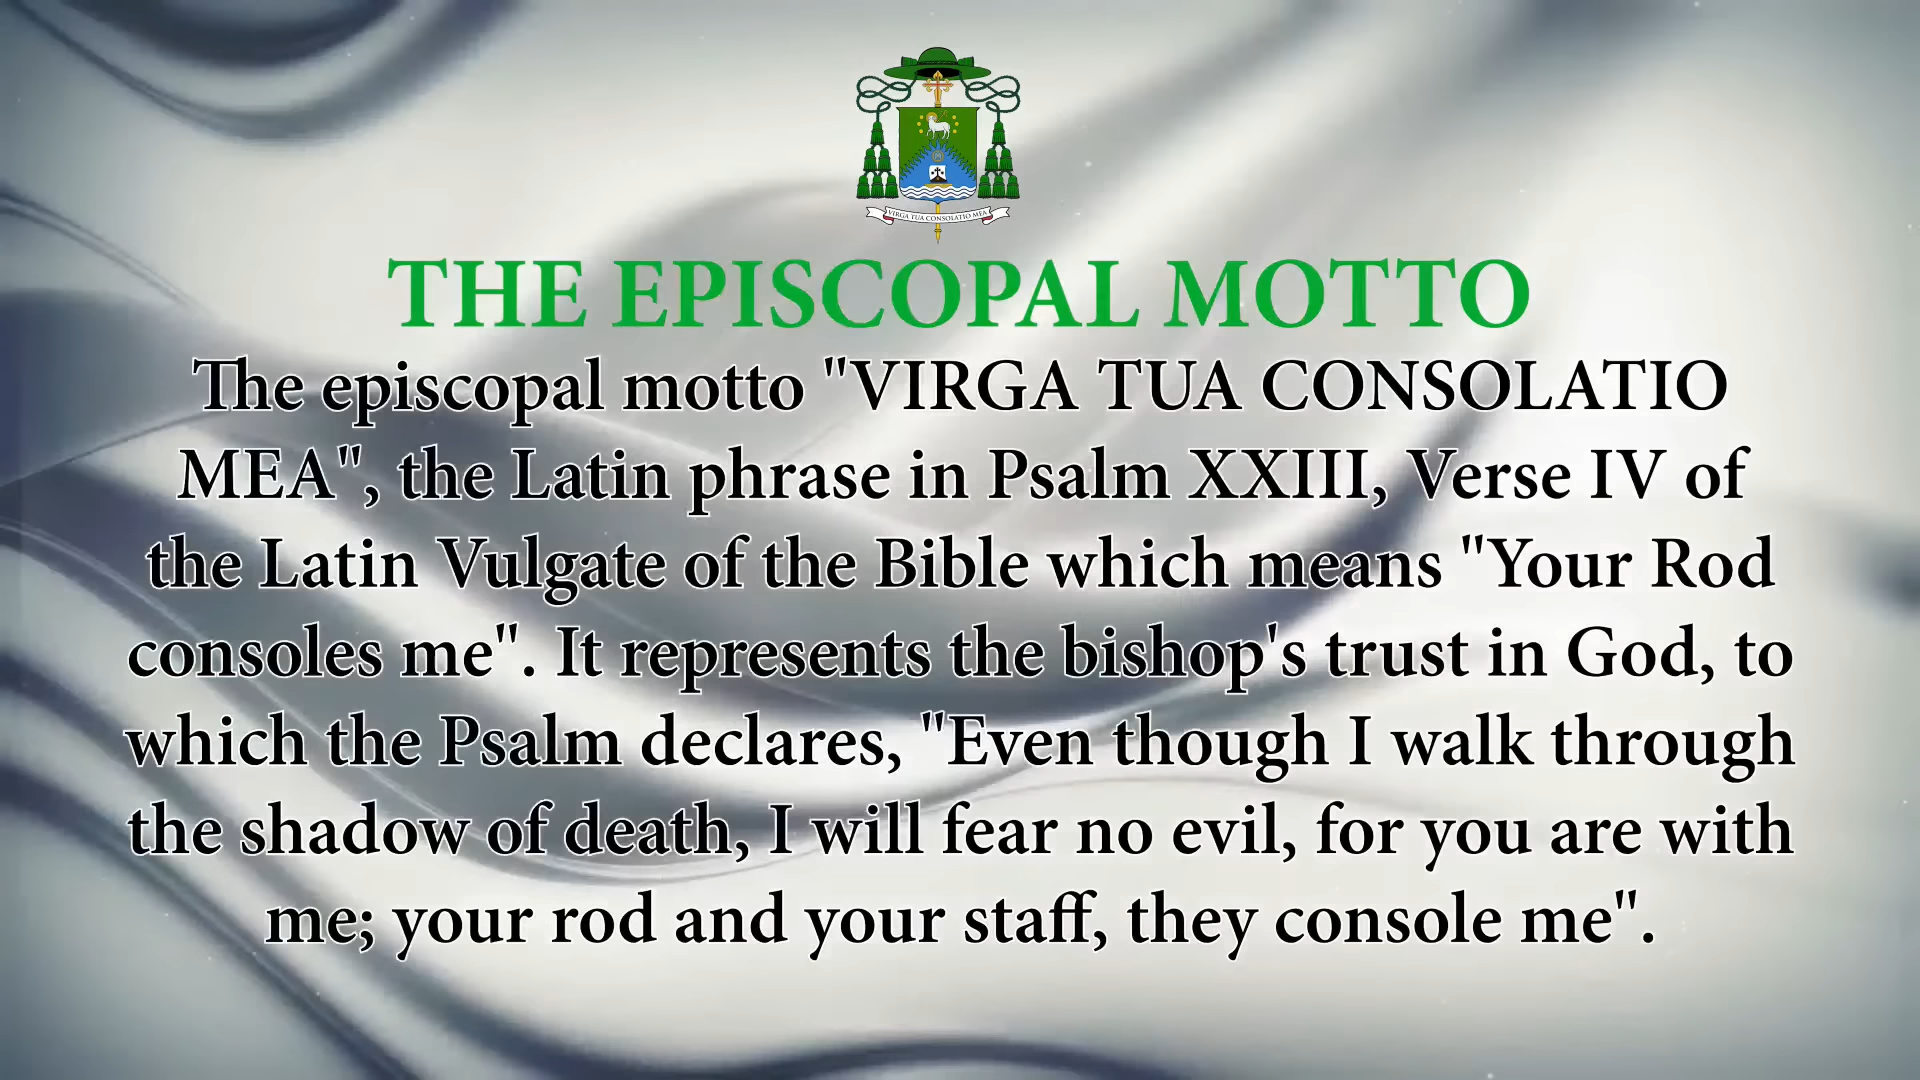 VIRGA TUA CONSOLATIO MEA
THE EPISCOPAL MOTTO
The episcopal motto "VIRGA TUA CONSOLATIO
MEA", the Latin phrase in Psalm XXIII, Verse IV of
the Latin Vulgate of the Bible which means "Your Rod
consoles me". It represents the bishop's trust in God, to
which the Psalm declares, "Even though I walk through
the shadow of death, I will fear no evil, for you are with
me; your rod and your staff, they console me".